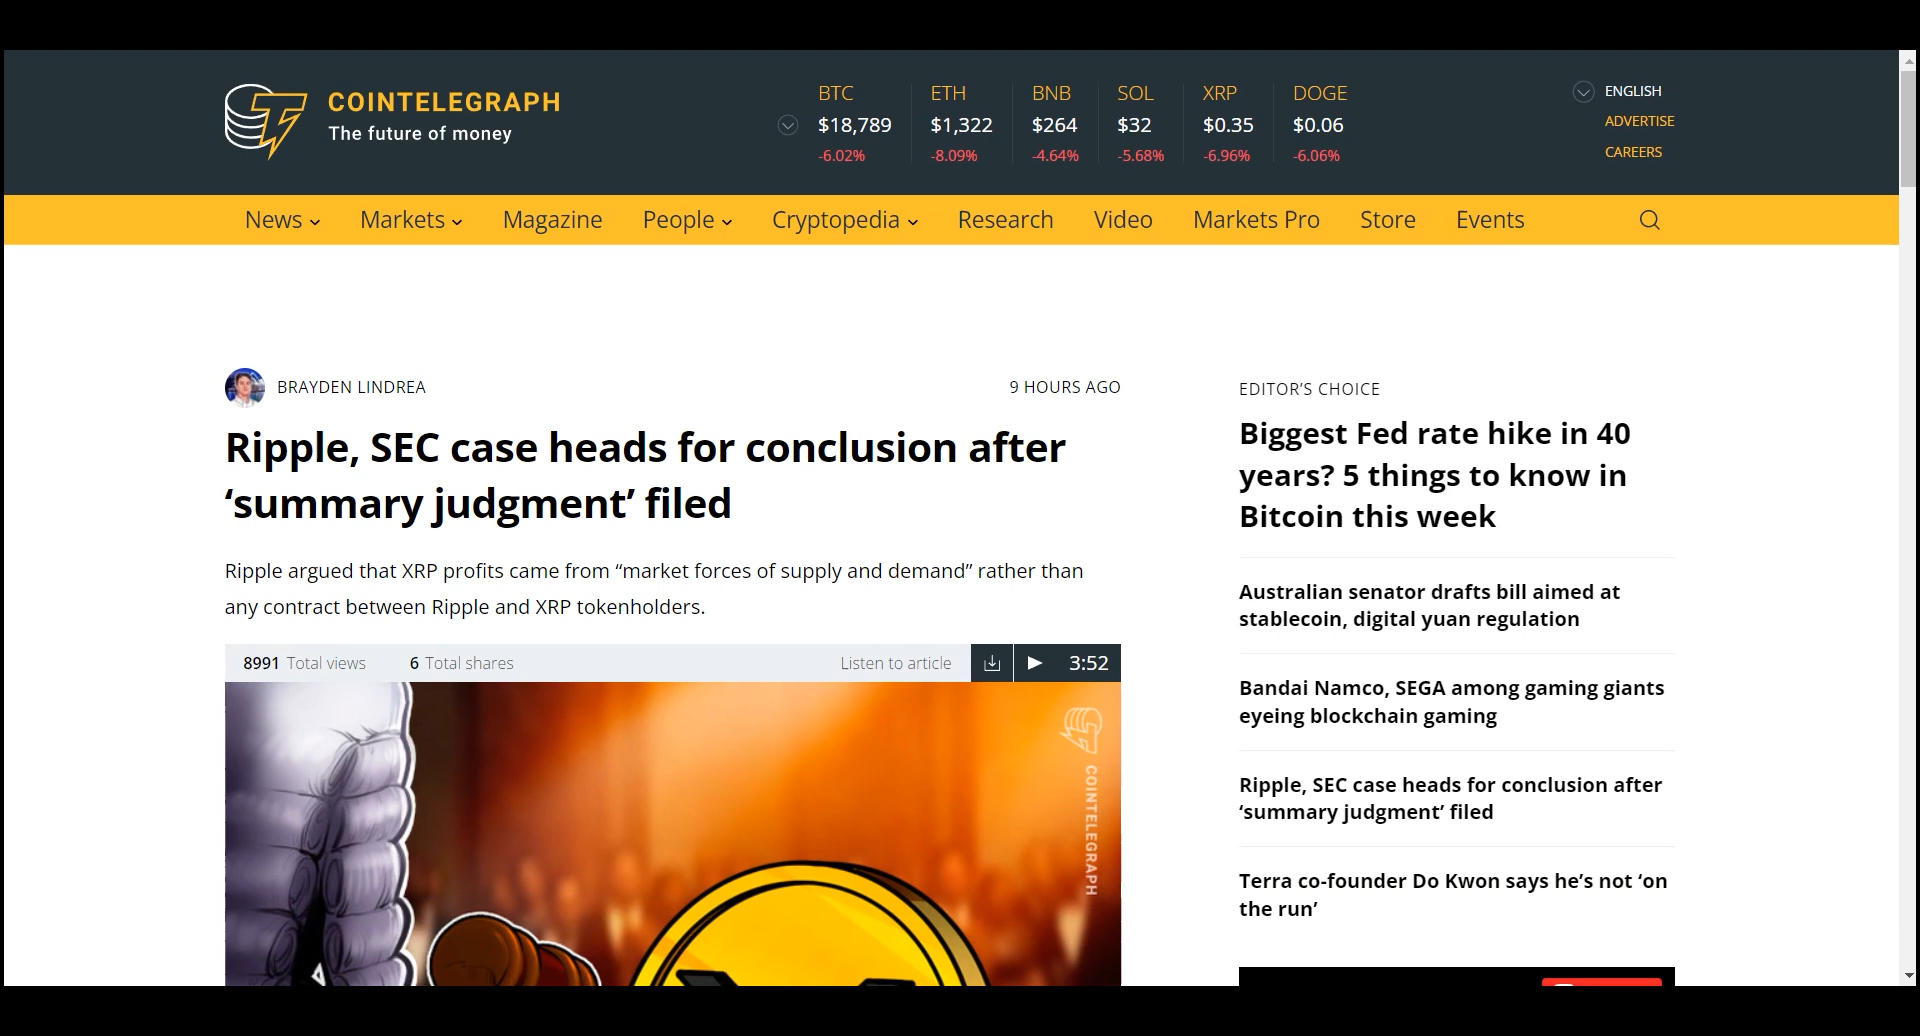 COINTELEGRAPH
The future of money
BTC ETH BNB SOL XRP DOGE
$18,789 $1,322 $264 $32 $0.35 $0.06
-6.02% -8.09% -4.64% -5.68% -6.96% -6.06%
ENGLISH
ADVERTISE
CAREERS
News Markets Magazine People Cryptopedia Research Video Markets Pro Store Events
BRAYDEN LINDREA 9 HOURS AGO
Ripple, SEC case heads for conclusion after
‘summary judgment’ filed
Ripple argued that XRP profits came from “market forces of supply and demand” rather than
any contract between Ripple and XRP tokenholders.
8991 Total views 6 Total shares Listen to article 3:52
COINTELEGRAPH
EDITOR’S CHOICE
Biggest Fed rate hike in 40
years? 5 things to know in
Bitcoin this week
Australian senator drafts bill aimed at
stablecoin, digital yuan regulation
Bandai Namco, SEGA among gaming giants
eyeing blockchain gaming
Ripple, SEC case heads for conclusion after
‘summary judgment’ filed
Terra co-founder Do Kwon says he’s not ‘on
the run’